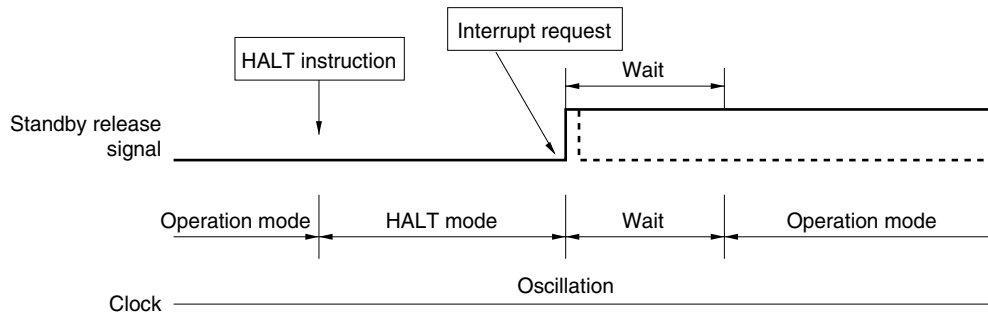 Interrupt request
HALT instruction
Wait
Standby release
signal
Operation mode
HALT mode
Wait
Operation mode
Oscillation
Clock